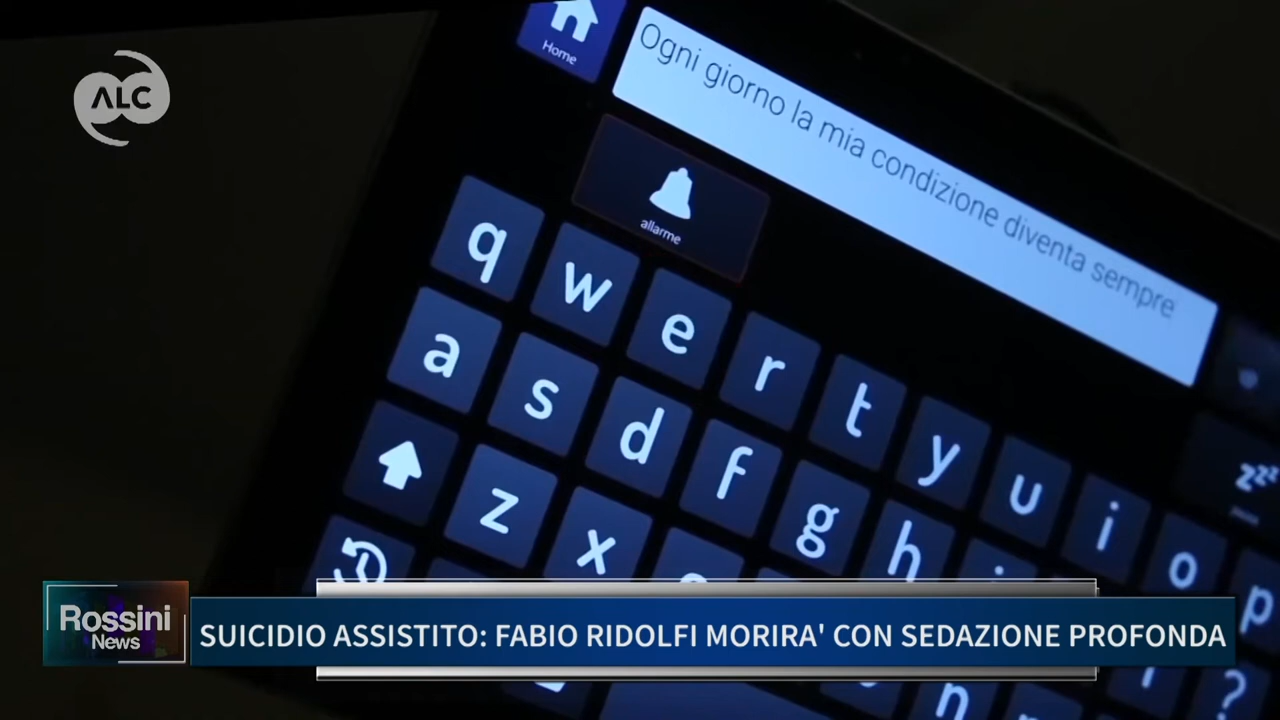 ALC
Home
Ogni giorno la mia condizione diventa sempre
allarme
q w e r t y u i o p
a s d f g h
z x
zzz
n
?
Rossini
News
SUICIDIO ASSISTITO: FABIO RIDOLFI MORIRA' CON SEDAZIONE PROFONDA